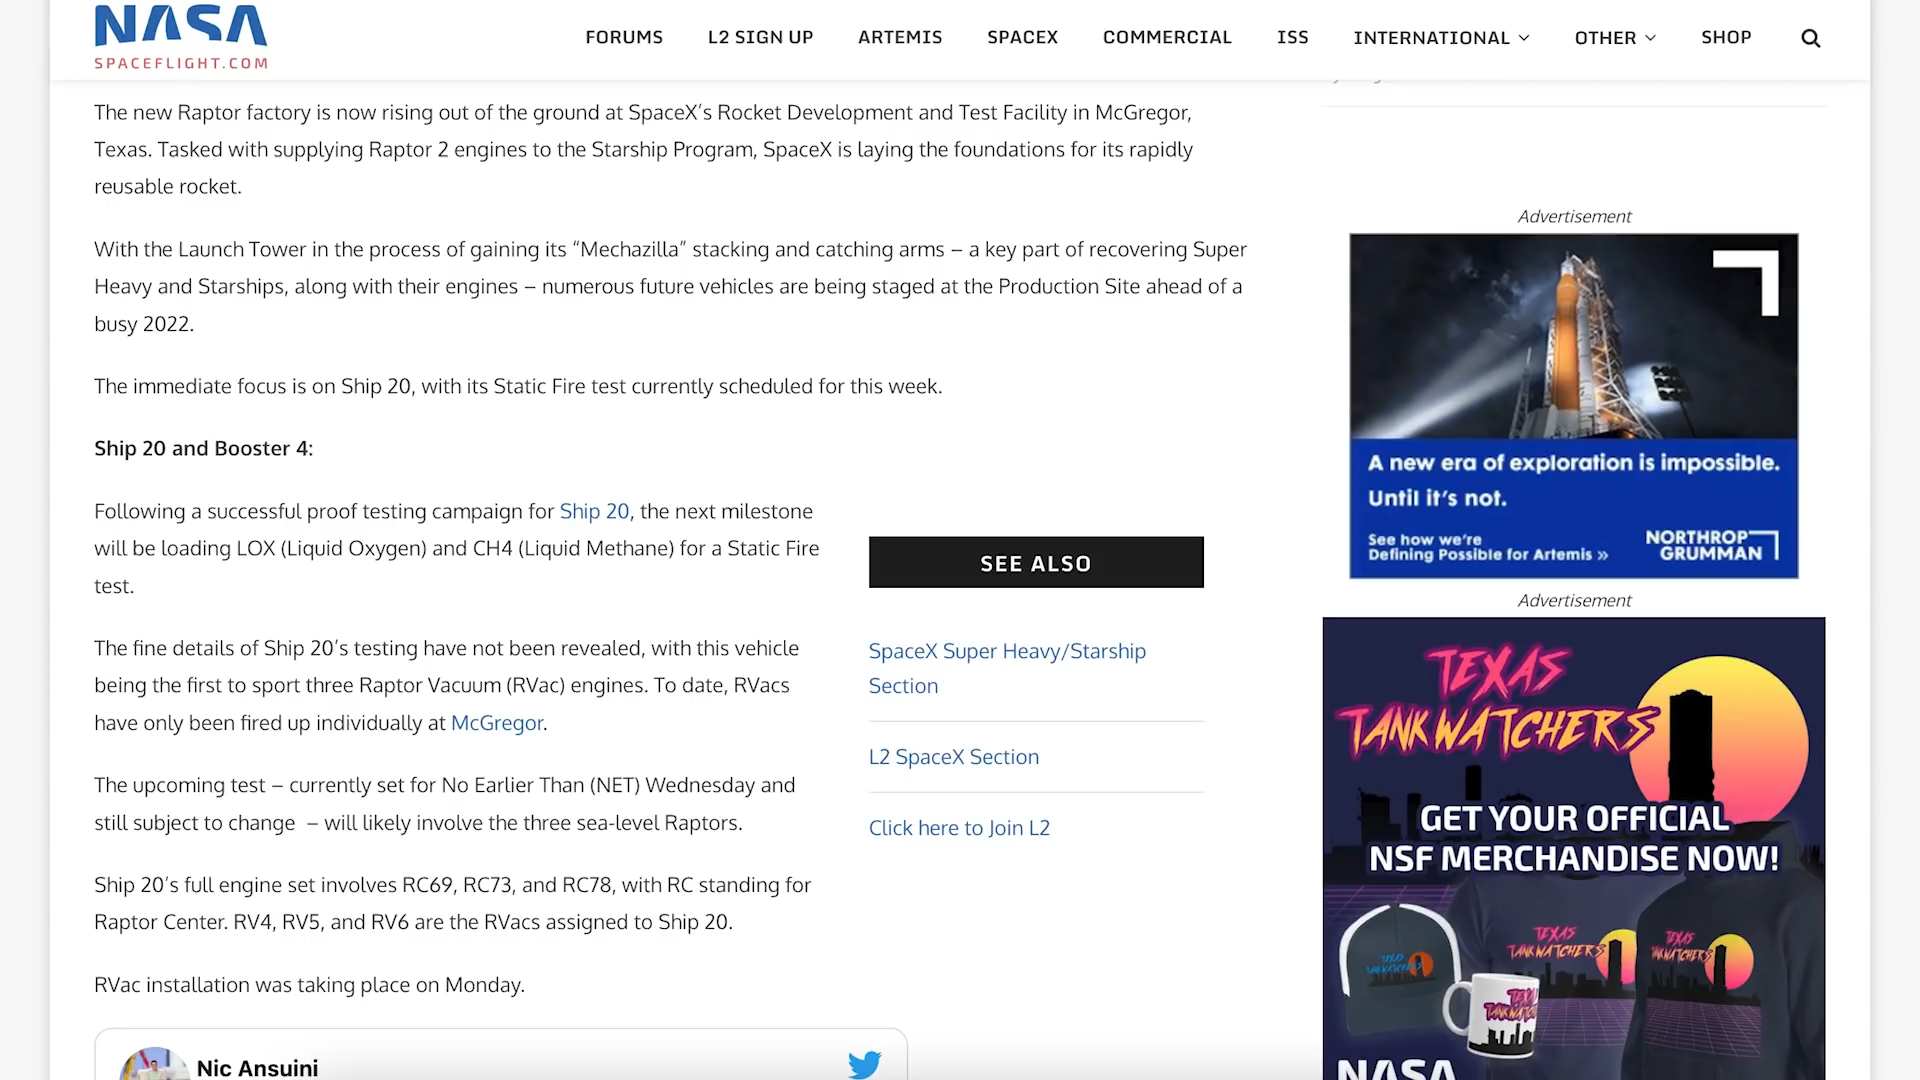 NASA
SPACEFLIGHT.COM
FORUMS
L2 SIGN UP
ARTEMIS
SPACEX
COMMERCIAL
ISS
INTERNATIONAL
OTHER
SHOP
The new Raptor factory is now rising out of the ground at SpaceX’s Rocket Development and Test Facility in McGregor,
Texas. Tasked with supplying Raptor 2 engines to the Starship Program, SpaceX is laying the foundations for its rapidly
reusable rocket.
With the Launch Tower in the process of gaining its “Mechazilla” stacking and catching arms – a key part of recovering Super
Heavy and Starships, along with their engines – numerous future vehicles are being staged at the Production Site ahead of a
busy 2022.
The immediate focus is on Ship 20, with its Static Fire test currently scheduled for this week.
Ship 20 and Booster 4:
Following a successful proof testing campaign for Ship 20, the next milestone
will be loading LOX (Liquid Oxygen) and CH4 (Liquid Methane) for a Static Fire
test.
The fine details of Ship 20’s testing have not been revealed, with this vehicle
being the first to sport three Raptor Vacuum (RVac) engines. To date, RVacs
have only been fired up individually at McGregor.
The upcoming test – currently set for No Earlier Than (NET) Wednesday and
still subject to change – will likely involve the three sea-level Raptors.
Ship 20’s full engine set involves RC69, RC73, and RC78, with RC standing for
Raptor Center. RV4, RV5, and RV6 are the RVacs assigned to Ship 20.
RVac installation was taking place on Monday.
Nic Ansuini
SEE ALSO
SpaceX Super Heavy/Starship
Section
L2 SpaceX Section
Click here to Join L2
Advertisement
A new era of exploration is impossible.
Until it’s not.
See how we’re
Defining Possible for Artemis »
NORTHROP
GRUMMAN
Advertisement
TEXAS
TANK WATCHERS
GET YOUR OFFICIAL
NSF MERCHANDISE NOW!
TEXAS
TANKWATCHERS
TEXAS
TANKWATCHERS
TEXAS
NASA